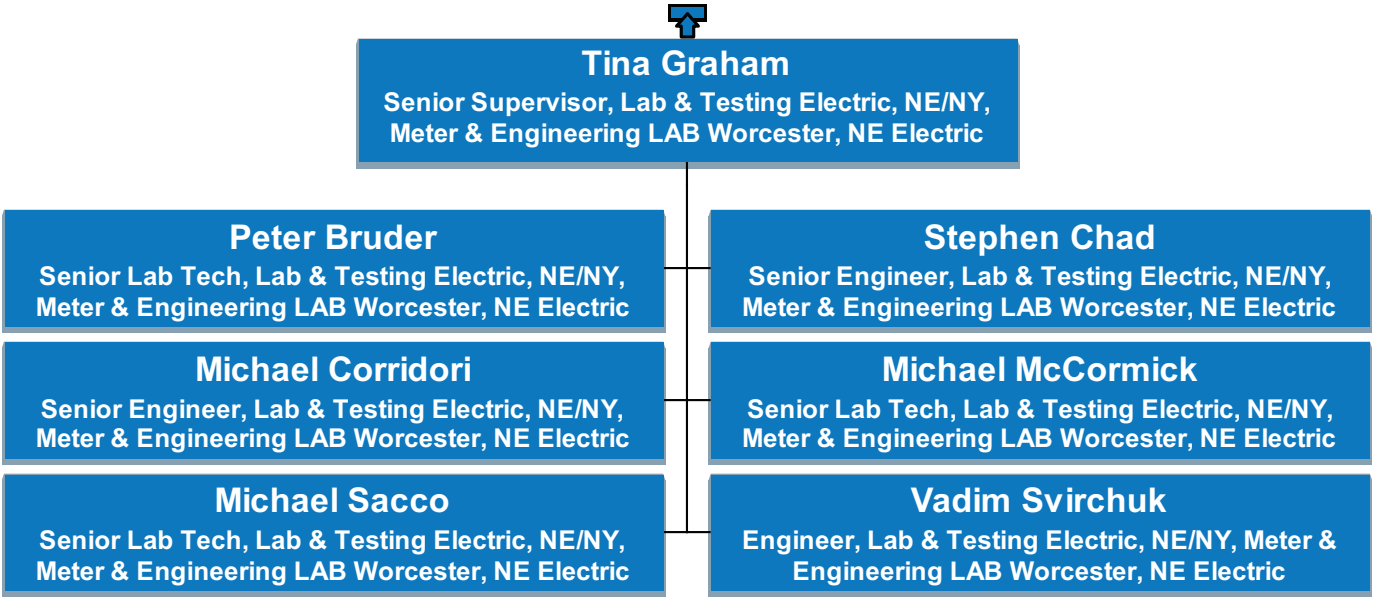 Tina Graham
Senior Supervisor, Lab & Testing Electric, NE/NY,
Meter & Engineering LAB Worcester, NE Electric
Peter Bruder
Senior Lab Tech, Lab & Testing Electric, NE/NY,
Meter & Engineering LAB Worcester, NE Electric
Stephen Chad
Senior Engineer, Lab & Testing Electric, NE/NY,
Meter & Engineering LAB Worcester, NE Electric
Michael Corridori
Senior Engineer, Lab & Testing Electric, NE/NY,
Meter & Engineering LAB Worcester, NE Electric
Michael McCormick
Senior Lab Tech, Lab & Testing Electric, NE/NY,
Meter & Engineering LAB Worcester, NE Electric
Michael Sacco
Senior Lab Tech, Lab & Testing Electric, NE/NY,
Meter & Engineering LAB Worcester, NE Electric
Vadim Svirchuk
Engineer, Lab & Testing Electric, NE/NY, Meter &
Engineering LAB Worcester, NE Electric